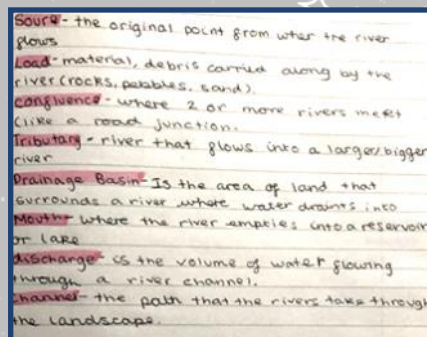 Source - the original point from wher the river
flows
Load - material, debris carried along by the
river (rocks, pebbles, sand).
Confluence - where 2 or more rivers meet
(like a road junction.
Tributary - river that flows into a larger/bigger
river
Drainage Basin - Is the area of land that
surrounds a river where water draints into
Mouth - where the river empties into a reservoir
or lake
discharge - is the volume of water flowing
through a river channel.
channel - the path that the rivers take through
the landscape.